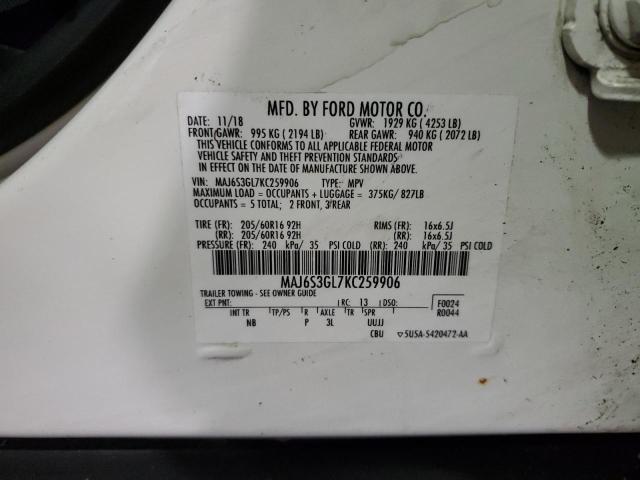 MFD. BY FORD MOTOR CO.
DATE: 11/18 GVWR: 1929 KG ( 4253 LB)
FRONT GAWR: 995 KG ( 2194 LB) REAR GAWR: 940 KG ( 2072 LB)
THIS VEHICLE CONFORMS TO ALL APPLICABLE FEDERAL MOTOR
VEHICLE SAFETY AND THEFT PREVENTION STANDARDS
IN EFFECT ON THE DATE OF MANUFACTURE SHOWN ABOVE.
VIN: MAJ6S3GL7KC259906 TYPE: MPV
MAXIMUM LOAD = OCCUPANTS + LUGGAGE = 375KG/ 827LB
OCCUPANTS = 5 TOTAL; 2 FRONT, 3 REAR
TIRE (FR): 205/60R16 92H RIMS (FR): 16x6.5J
(RR): 205/60R16 92H (RR): 16x6.5J
PRESSURE (FR): 240 kPa/ 35 PSI COLD (RR): 240 kPa/ 35 PSI COLD
MAJ6S3GL7KC259906
TRAILER TOWING - SEE OWNER GUIDE
EXT PNT: RC: 13 DSO: F0024
INT TR TP/PS R AXLE TR SPR R0044
NB P 3L UUJJ
CBU ▽5USA-S420472-AA